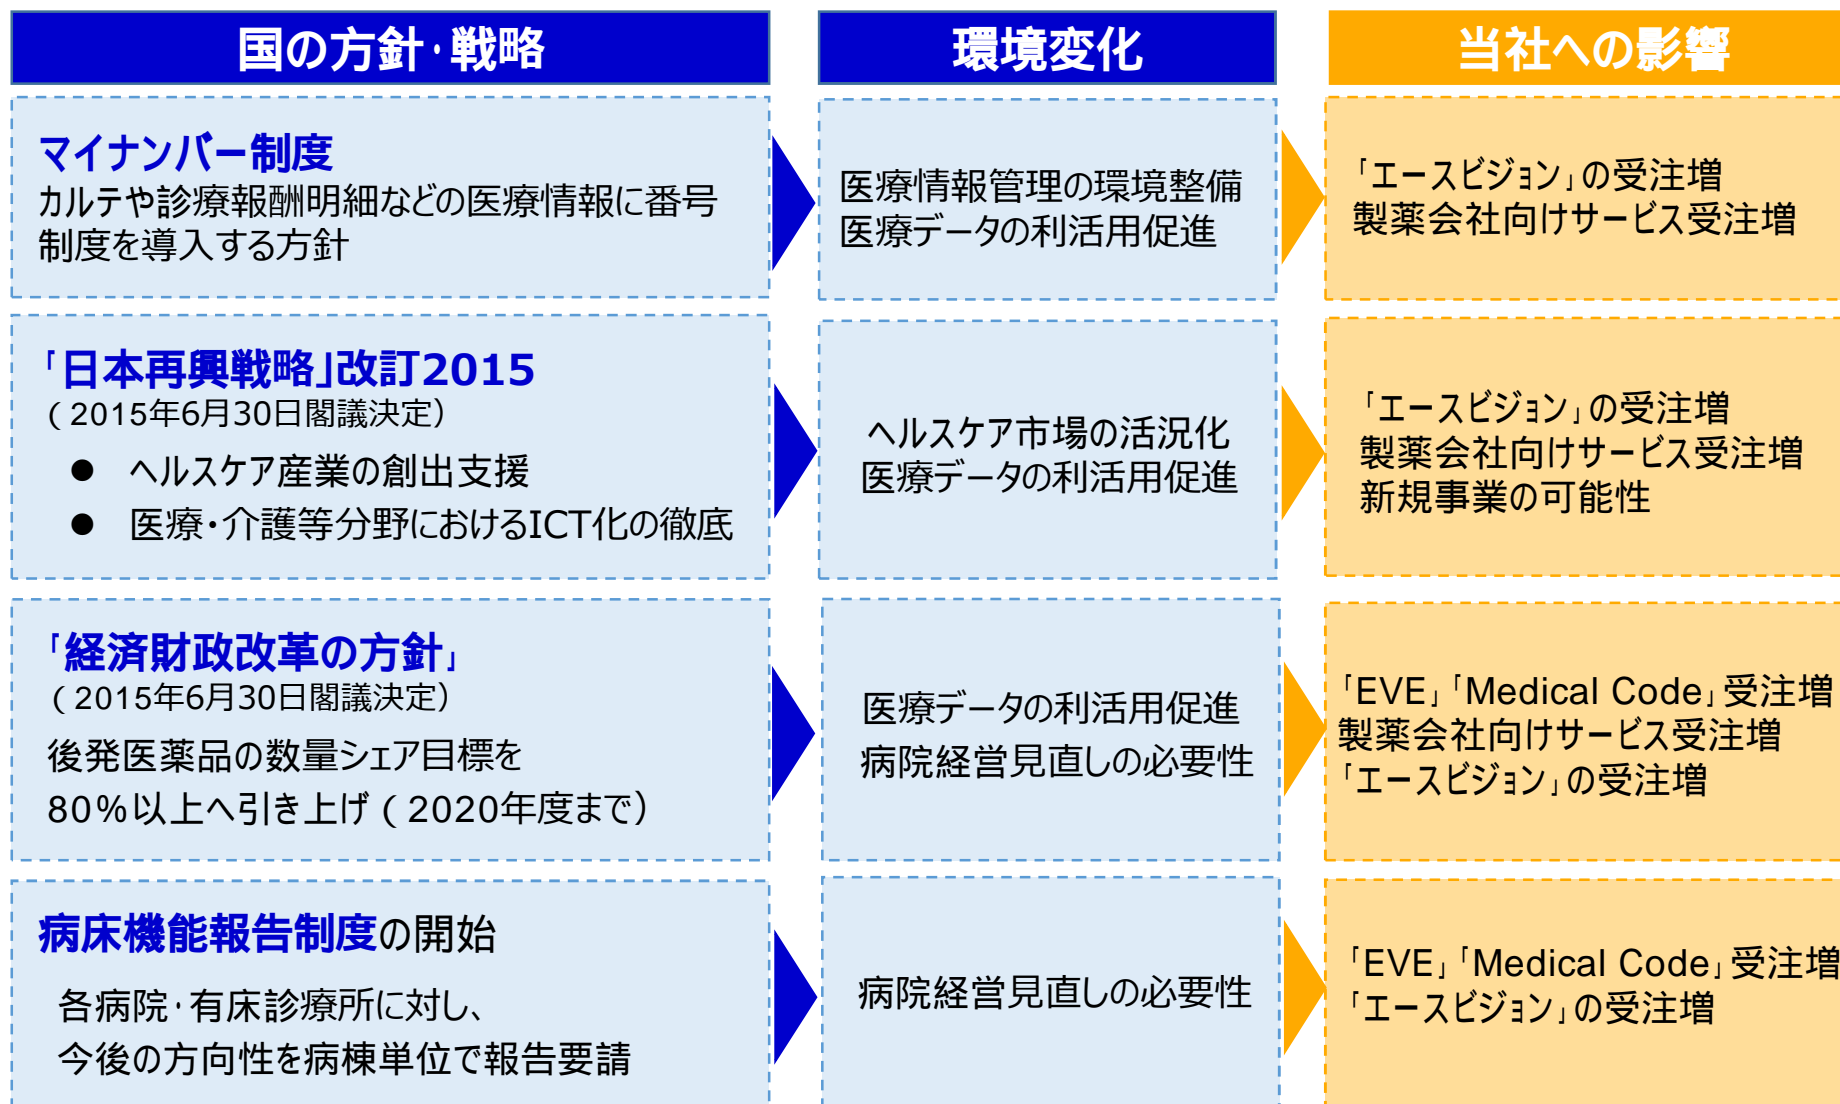 国の方針・戦略
環境変化
当社への影響
マイナンバー制度
カルテや診療報酬明細などの医療情報に番号
制度を導入する方針
医療情報管理の環境整備
医療データの利活用促進
「エースビジョン」の受注増
製薬会社向けサービス受注増
「日本再興戦略」改訂2015
（2015年6月30日閣議決定）
● ヘルスケア産業の創出支援
● 医療・介護等分野におけるICT化の徹底
ヘルスケア市場の活況化
医療データの利活用促進
「エースビジョン」の受注増
製薬会社向けサービス受注増
新規事業の可能性
「経済財政改革の方針」
（2015年6月30日閣議決定）
後発医薬品の数量シェア目標を
80％以上へ引き上げ（2020年度まで）
医療データの利活用促進
病院経営見直しの必要性
「EVE」「Medical Code」受注増
製薬会社向けサービス受注増
「エースビジョン」の受注増
病床機能報告制度の開始
各病院・有床診療所に対し、
今後の方向性を病棟単位で報告要請
病院経営見直しの必要性
「EVE」「Medical Code」受注増
「エースビジョン」の受注増